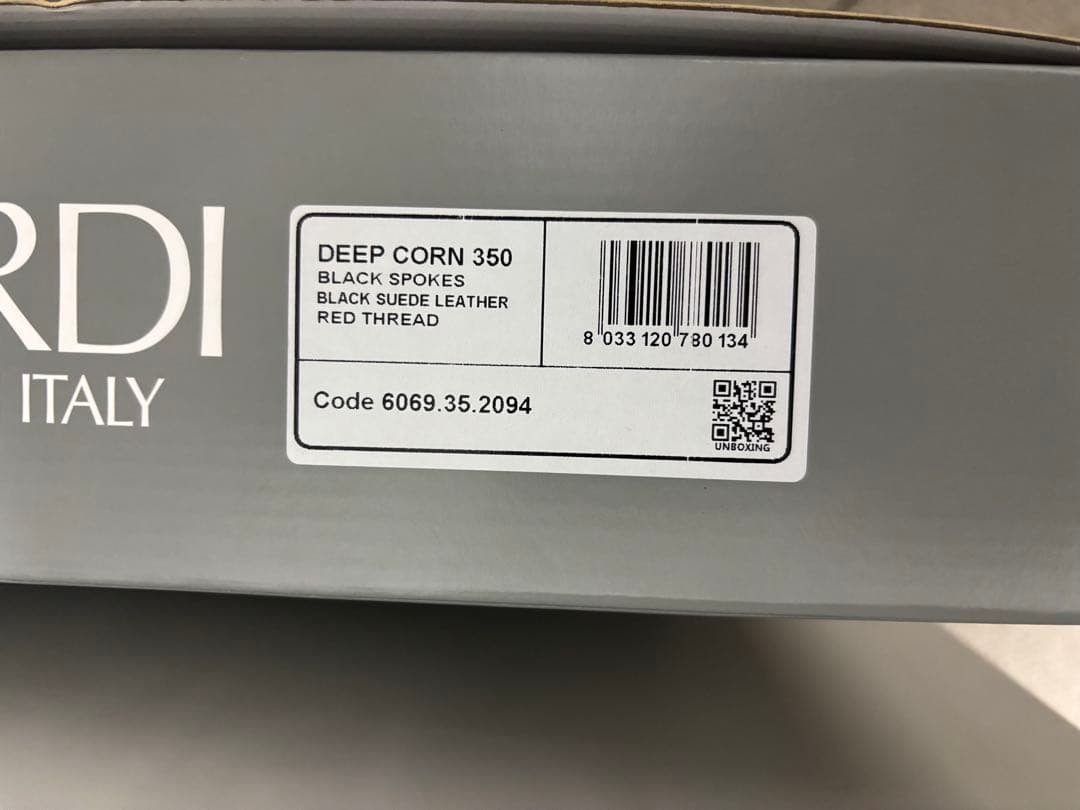 RDI
ITALY
DEEP CORN 350
BLACK SPOKES
BLACK SUEDE LEATHER
RED THREAD
8 033120 780134
Code 6069.35.2094
UNBOXING